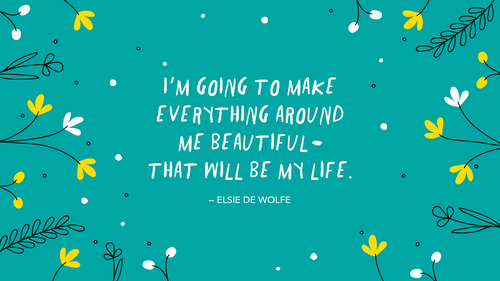 I'M GOING TO MAKE
EVERYTHING AROUND
ME BEAUTIFUL-
THAT WILL BE MY LIFE.
– ELSIE DE WOLFE